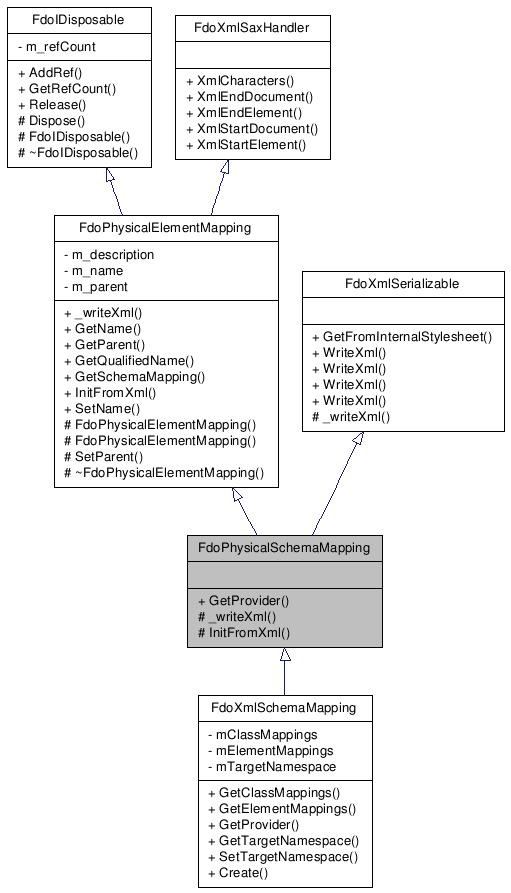 FdoIDisposable
- m_refCount
+ AddRef()
+ GetRefCount()
+ Release()
# Dispose()
# FdoIDisposable()
# ~FdoIDisposable()
FdoXmlSaxHandler
+ XmlCharacters()
+ XmlEndDocument()
+ XmlEndElement()
+ XmlStartDocument()
+ XmlStartElement()
FdoPhysicalElementMapping
- m_description
- m_name
- m_parent
+ _writeXml()
+ GetName()
+ GetParent()
+ GetQualifiedName()
+ GetSchemaMapping()
+ InitFromXml()
+ SetName()
# FdoPhysicalElementMapping()
# FdoPhysicalElementMapping()
# SetParent()
# ~FdoPhysicalElementMapping()
FdoXmlSerializable
+ GetFromInternalStylesheet()
+ WriteXml()
+ WriteXml()
+ WriteXml()
+ WriteXml()
# _writeXml()
FdoPhysicalSchemaMapping
+ GetProvider()
# _writeXml()
# InitFromXml()
FdoXmlSchemaMapping
- mClassMappings
- mElementMappings
- mTargetNamespace
+ GetClassMappings()
+ GetElementMappings()
+ GetProvider()
+ GetTargetNamespace()
+ SetTargetNamespace()
+ Create()